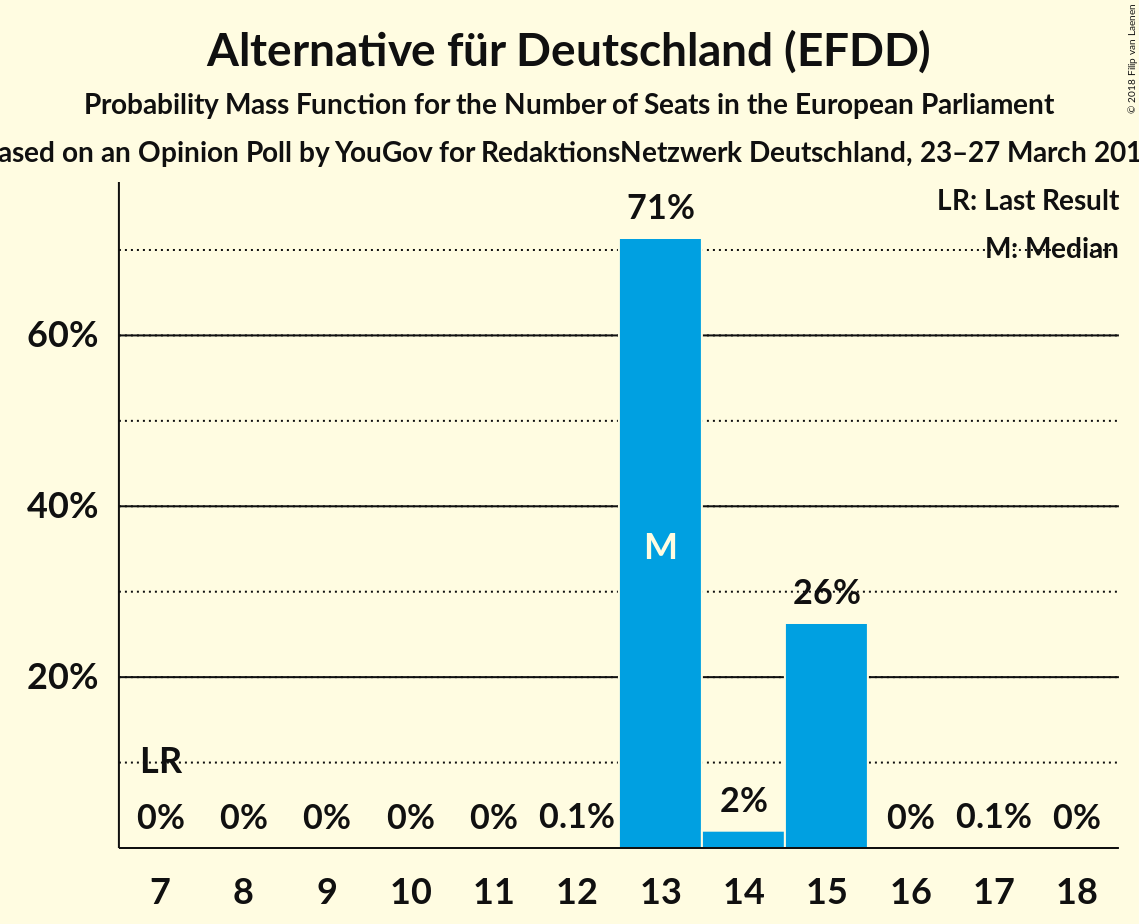 Alternative für Deutschland (EFDD)
Probability Mass Function for the Number of Seats in the European Parliament
ased on an Opinion Poll by YouGov for RedaktionsNetzwerk Deutschland, 23–27 March 201
© 2018 Filip van Laenen
LR: Last Result
M: Median
71%
60%
40%
M
26%
20%
LR
2%
0% 0% 0% 0% 0% 0.1% 0% 0.1% 0%
7 8 9 10 11 12 13 14 15 16 17 18